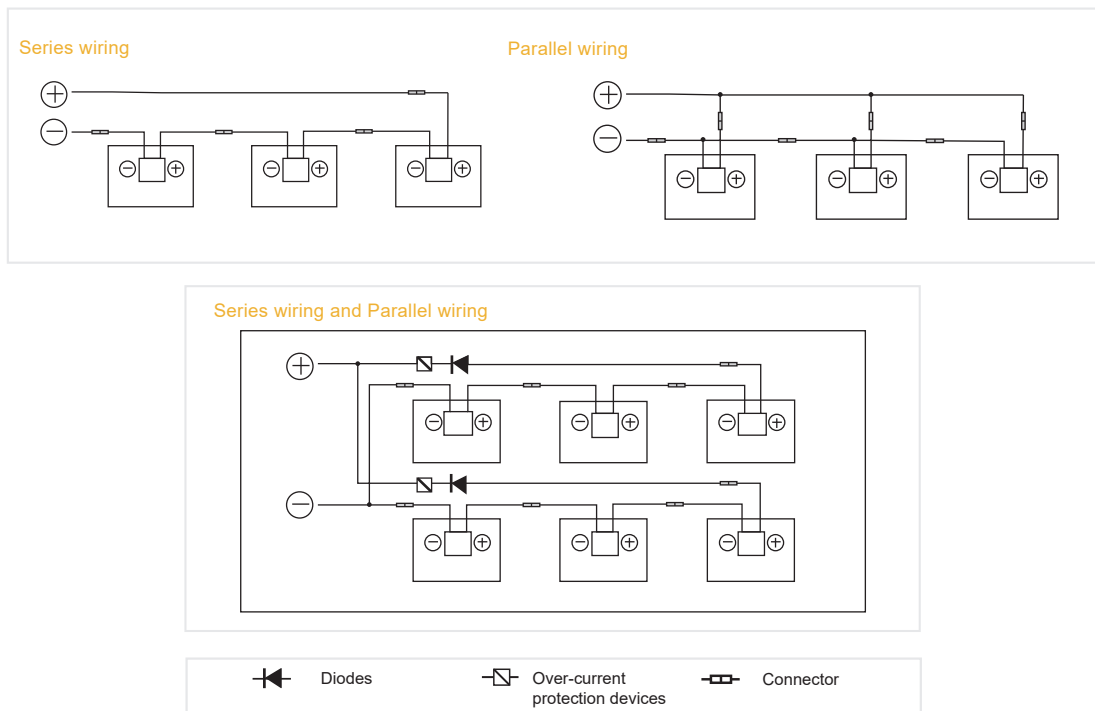 Series wiring
Parallel wiring
Series wiring and Parallel wiring
Diodes
Over-current
protection devices
Connector